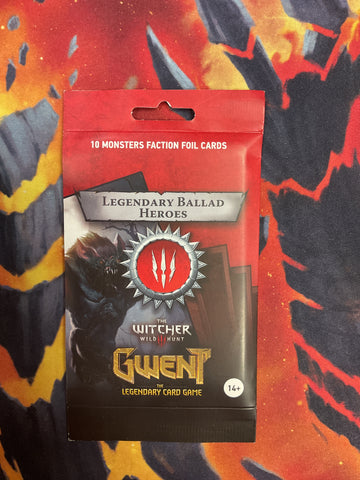 10 MONSTERS FACTION FOIL CARDS
LEGENDARY BALLAD
HEROES
THE
WITCHER
WILD HUNT
GWENT
THE
LEGENDARY CARD GAME
14+